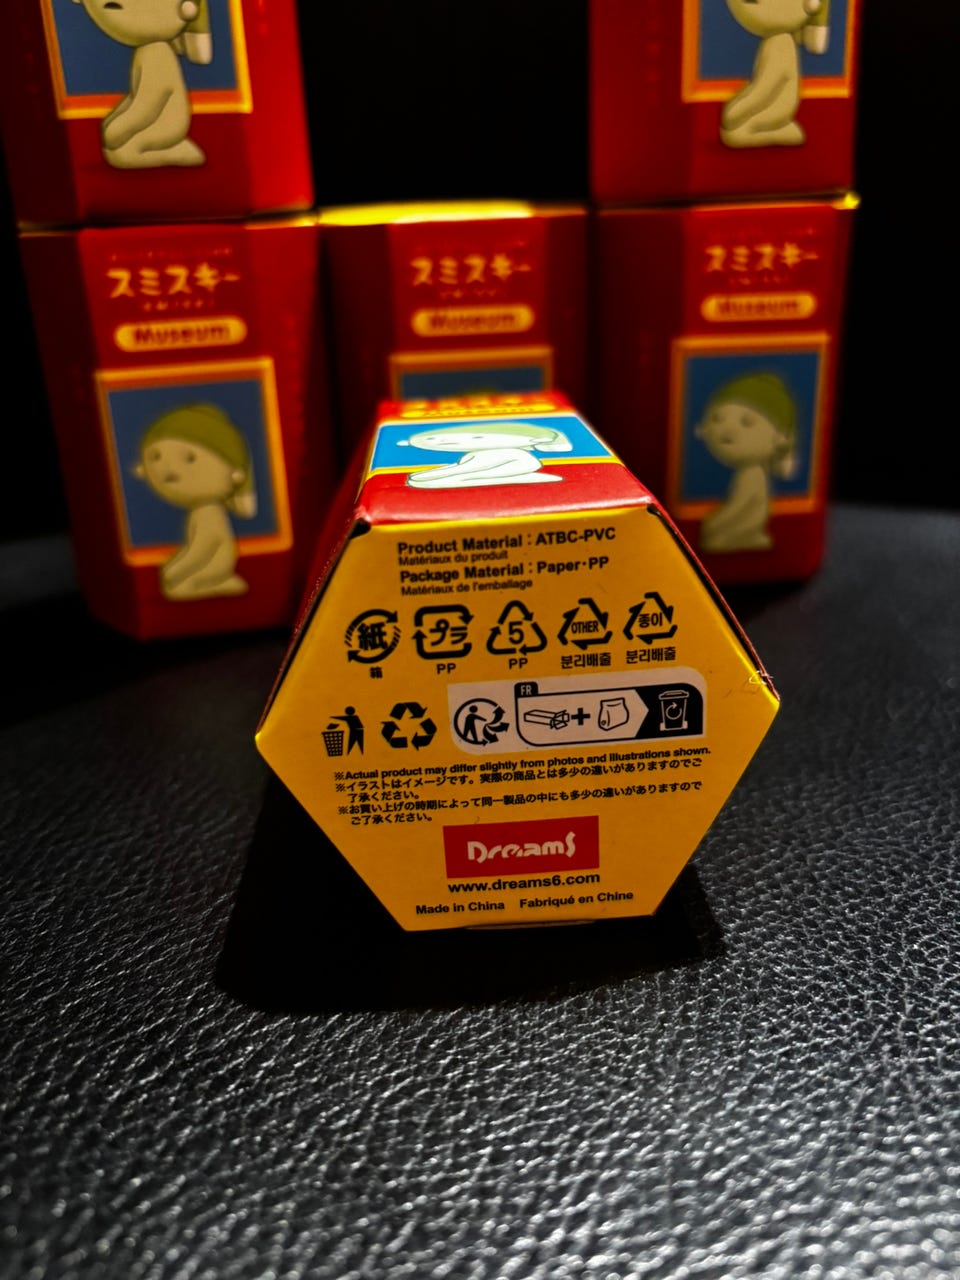 スミスキー
Museum
スミスキー
Museum
スミスキー
Museum
Museum
Product Material : ATBC-PVC
Matériaux du produit
Package Material : Paper・PP
Matériaux de l'emballage
紙
プラ
5
OTHER
종이
箱
PP
PP
분리배출
분리배출
FR
※Actual product may differ slightly from photos and illustrations shown.
※イラストはイメージです。実際の商品とは多少の違いがありますのでご
了承ください。
※お買い上げの時期によって同一製品の中にも多少の違いがありますので
ご了承ください。
Dreams
www.dreams6.com
Made in China Fabriqué en Chine